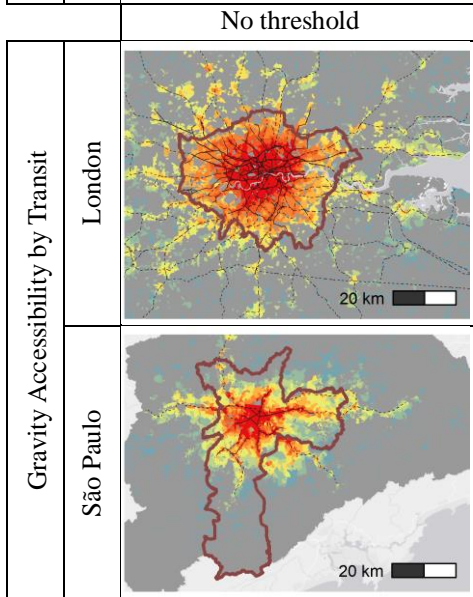 No threshold
Gravity Accessibility by Transit
London
20 km
São Paulo
20 km